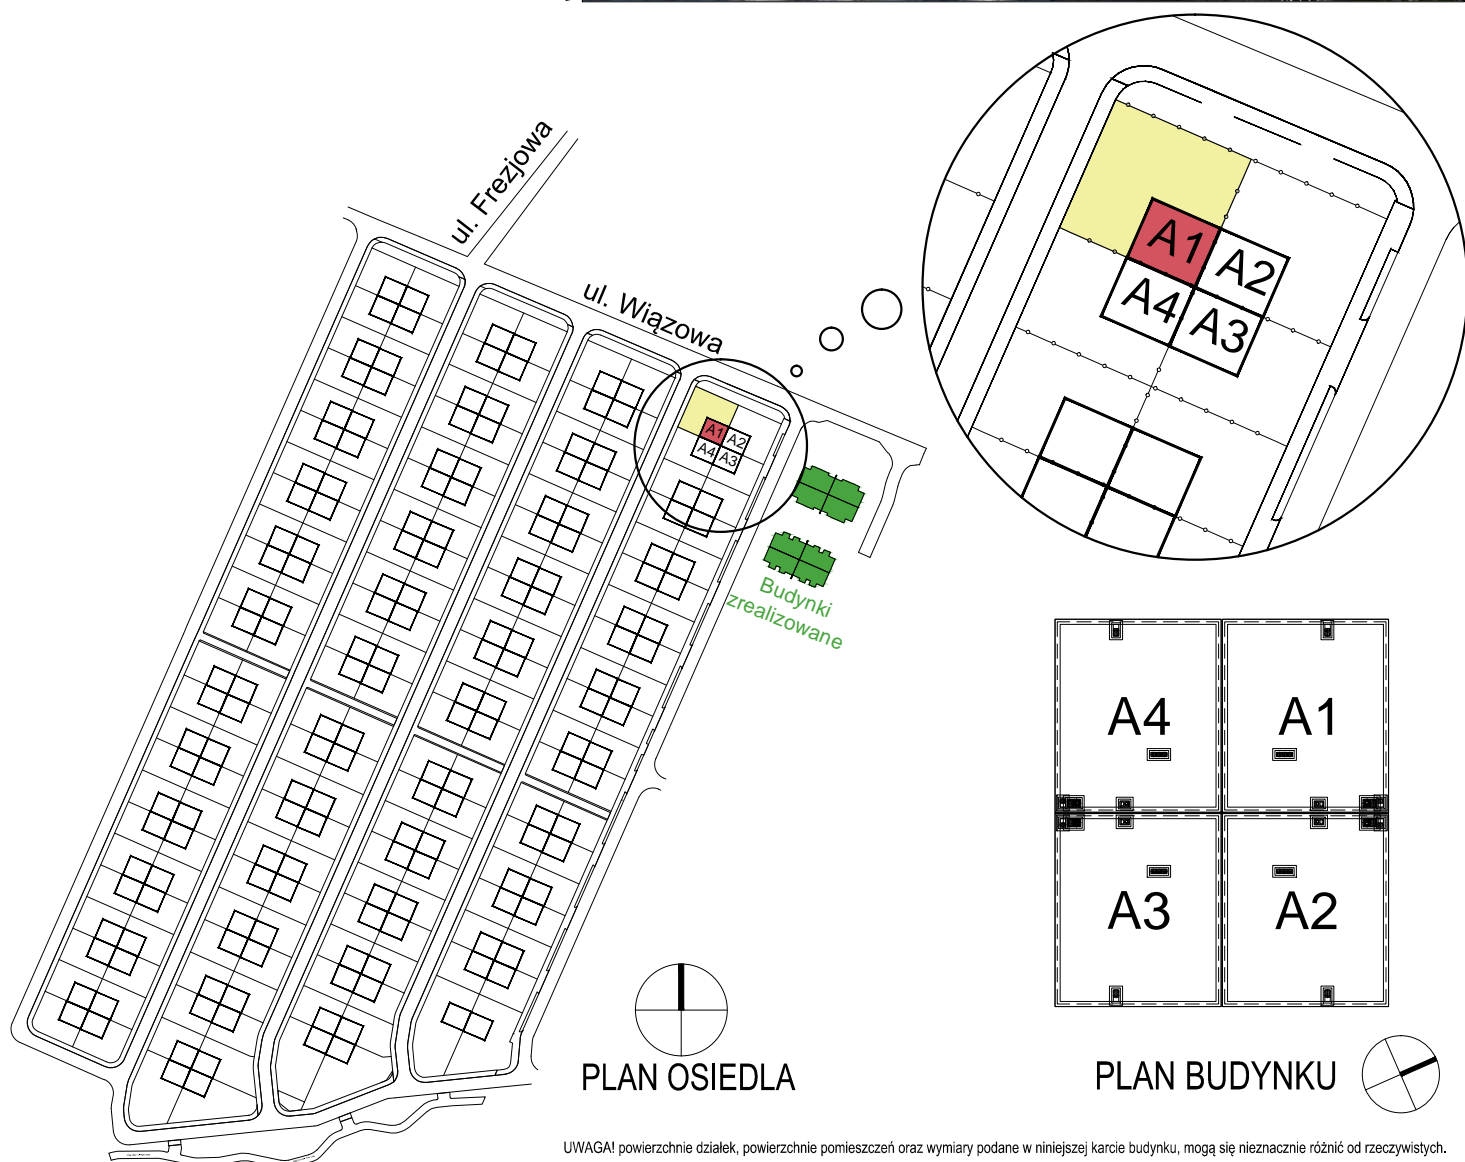 ul. Frezjowa
ul. Wiązowa
A1
A2
A4
A3
A1
A2
A4
A3
Budynki
zrealizowane
A4
A1
A3
A2
PLAN OSIEDLA
PLAN BUDYNKU
UWAGA! powierzchnie działek, powierzchnie pomieszczeń oraz wymiary podane w niniejszej karcie budynku, mogą się nieznacznie różnić od rzeczywistych.